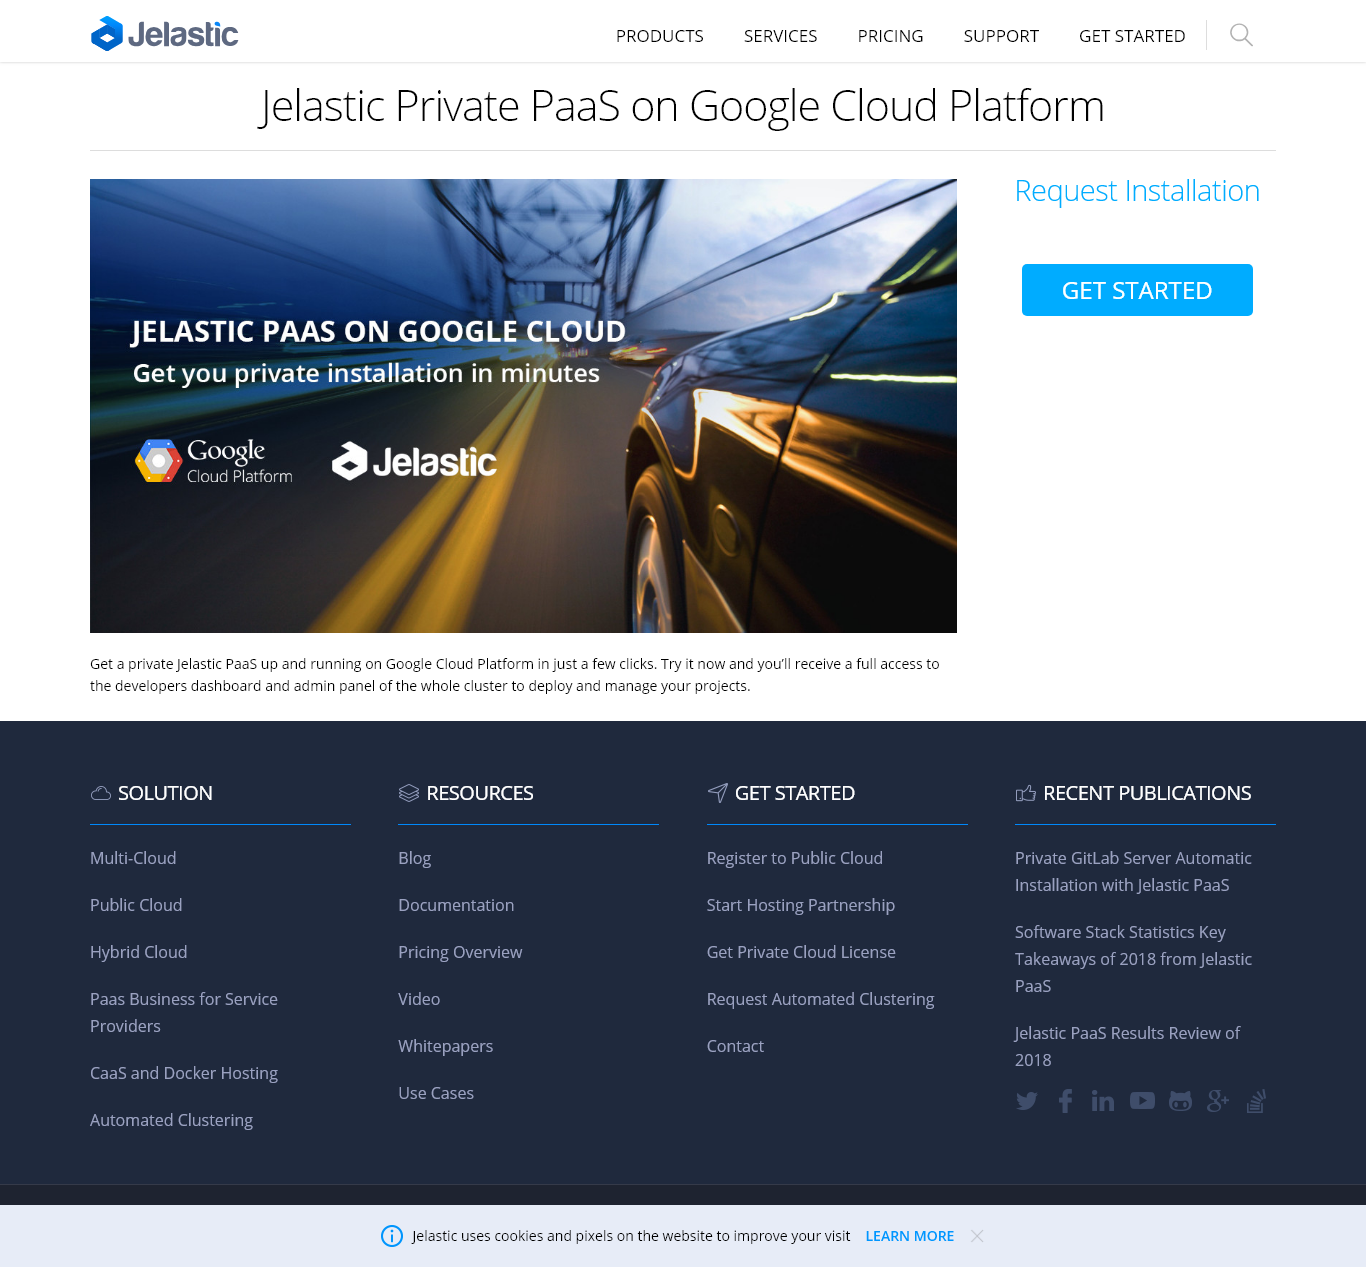 Jelastic
PRODUCTS SERVICES PRICING SUPPORT GET STARTED
Jelastic Private PaaS on Google Cloud Platform
Request Installation
GET STARTED
JELASTIC PAAS ON GOOGLE CLOUD
Get you private installation in minutes
Google
Cloud Platform
Jelastic
Get a private Jelastic PaaS up and running on Google Cloud Platform in just a few clicks. Try it now and you’ll receive a full access to
the developers dashboard and admin panel of the whole cluster to deploy and manage your projects.
SOLUTION
Multi-Cloud
Public Cloud
Hybrid Cloud
Paas Business for Service
Providers
CaaS and Docker Hosting
Automated Clustering
RESOURCES
Blog
Documentation
Pricing Overview
Video
Whitepapers
Use Cases
GET STARTED
Register to Public Cloud
Start Hosting Partnership
Get Private Cloud License
Request Automated Clustering
Contact
RECENT PUBLICATIONS
Private GitLab Server Automatic
Installation with Jelastic PaaS
Software Stack Statistics Key
Takeaways of 2018 from Jelastic
PaaS
Jelastic PaaS Results Review of
2018
Jelastic uses cookies and pixels on the website to improve your visit LEARN MORE